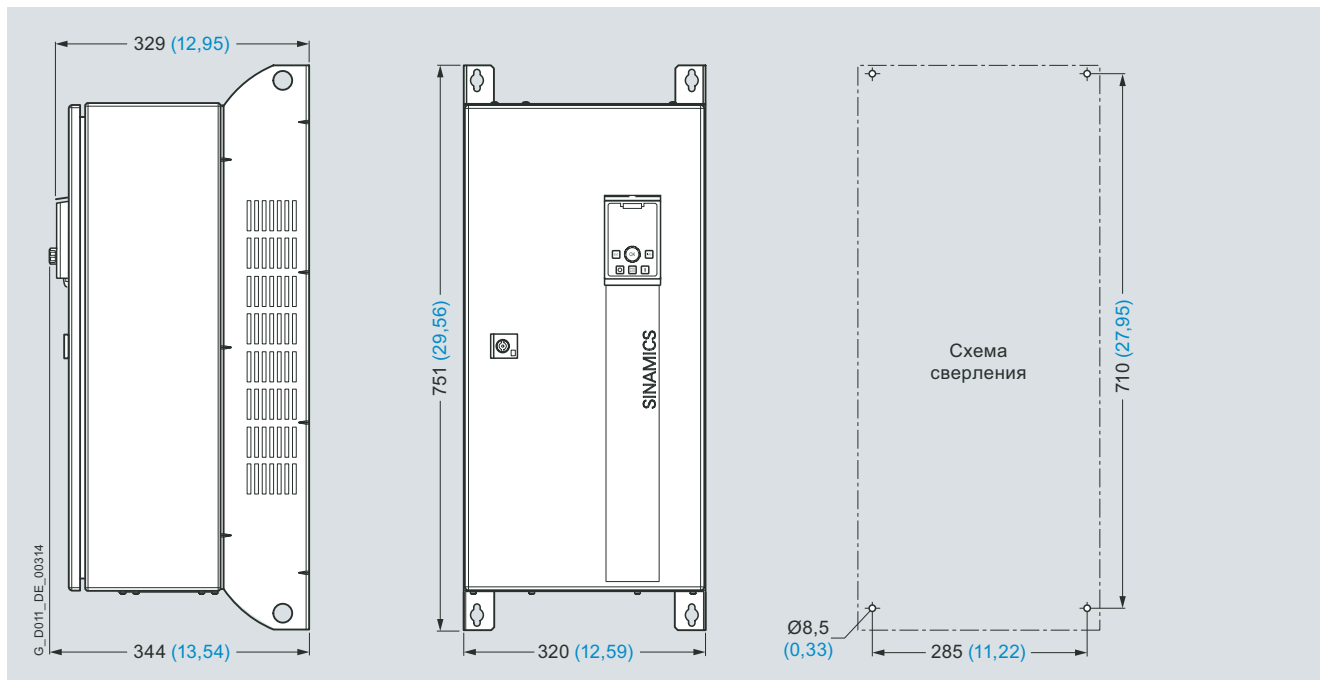 329 (12,95)
G_D011_DE_00314
344 (13,54)
751 (29,56)
OK
SINAMICS
320 (12,59)
Схема
сверления
710 (27,95)
Ø8,5
(0,33)
285 (11,22)